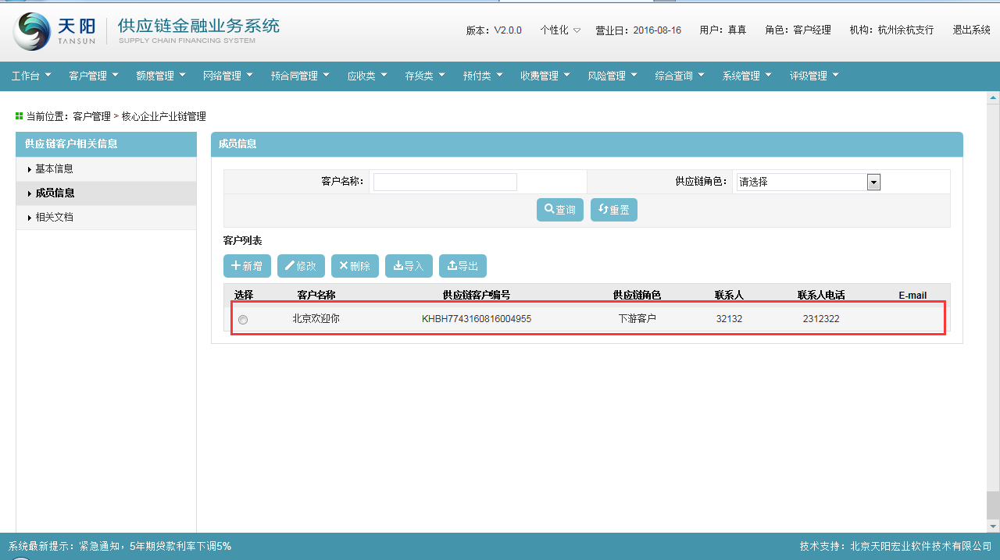 天阳 TANSUN 供应链金融业务系统 SUPPLY CHAIN FINANCING SYSTEM
版本：V2.0.0 个性化 营业日：2016-08-16 用户：真真 角色：客户经理 机构：杭州余杭支行 退出系统
工作台 客户管理 额度管理 网络管理 预合同管理 应收类 存货类 预付类 收费管理 风险管理 综合查询 系统管理 评级管理
当前位置：客户管理 > 核心企业产业链管理
供应链客户相关信息
基本信息
成员信息
相关文档
成员信息
客户名称： 供应链角色： 请选择
查询 重置
客户列表
新增 修改 删除 导入 导出
选择 客户名称 供应链客户编号 供应链角色 联系人 联系人电话 E-mail
北京欢迎你 KHBH7743160816004955 下游客户 32132 2312322
系统最新提示：紧急通知，5年期贷款利率下调5% 技术支持：北京天阳宏业软件技术有限公司